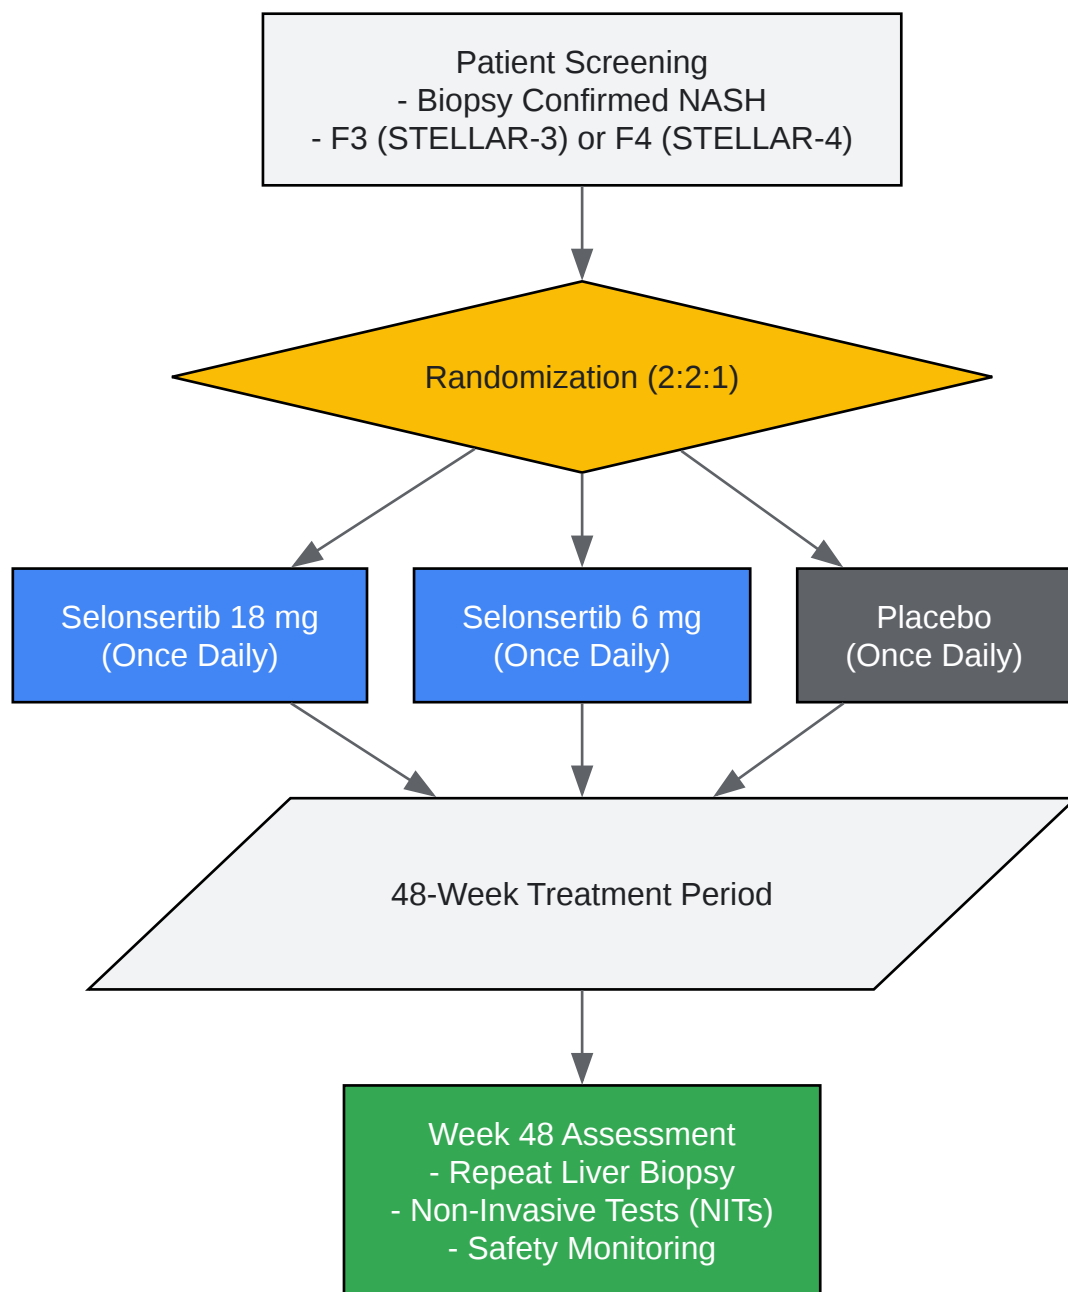 Patient Screening
- Biopsy Confirmed NASH
- F3 (STELLAR-3) or F4 (STELLAR-4)
Randomization (2:2:1)
Selonsertib 18 mg
(Once Daily)
Selonsertib 6 mg
(Once Daily)
Placebo
(Once Daily)
48-Week Treatment Period
Week 48 Assessment
- Repeat Liver Biopsy
- Non-Invasive Tests (NITs)
- Safety Monitoring